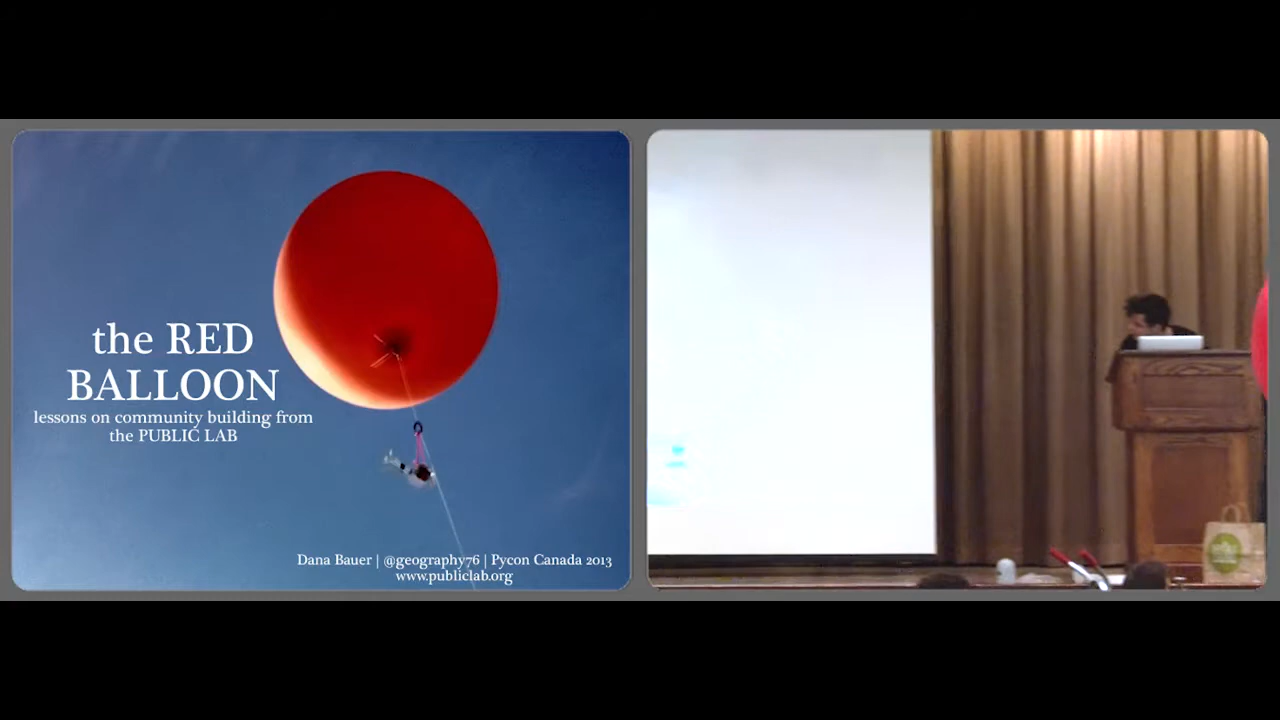 the RED
BALLOON
lessons on community building from
the PUBLIC LAB
Dana Bauer | @geography76 | Pycon Canada 2013
www.publiclab.org